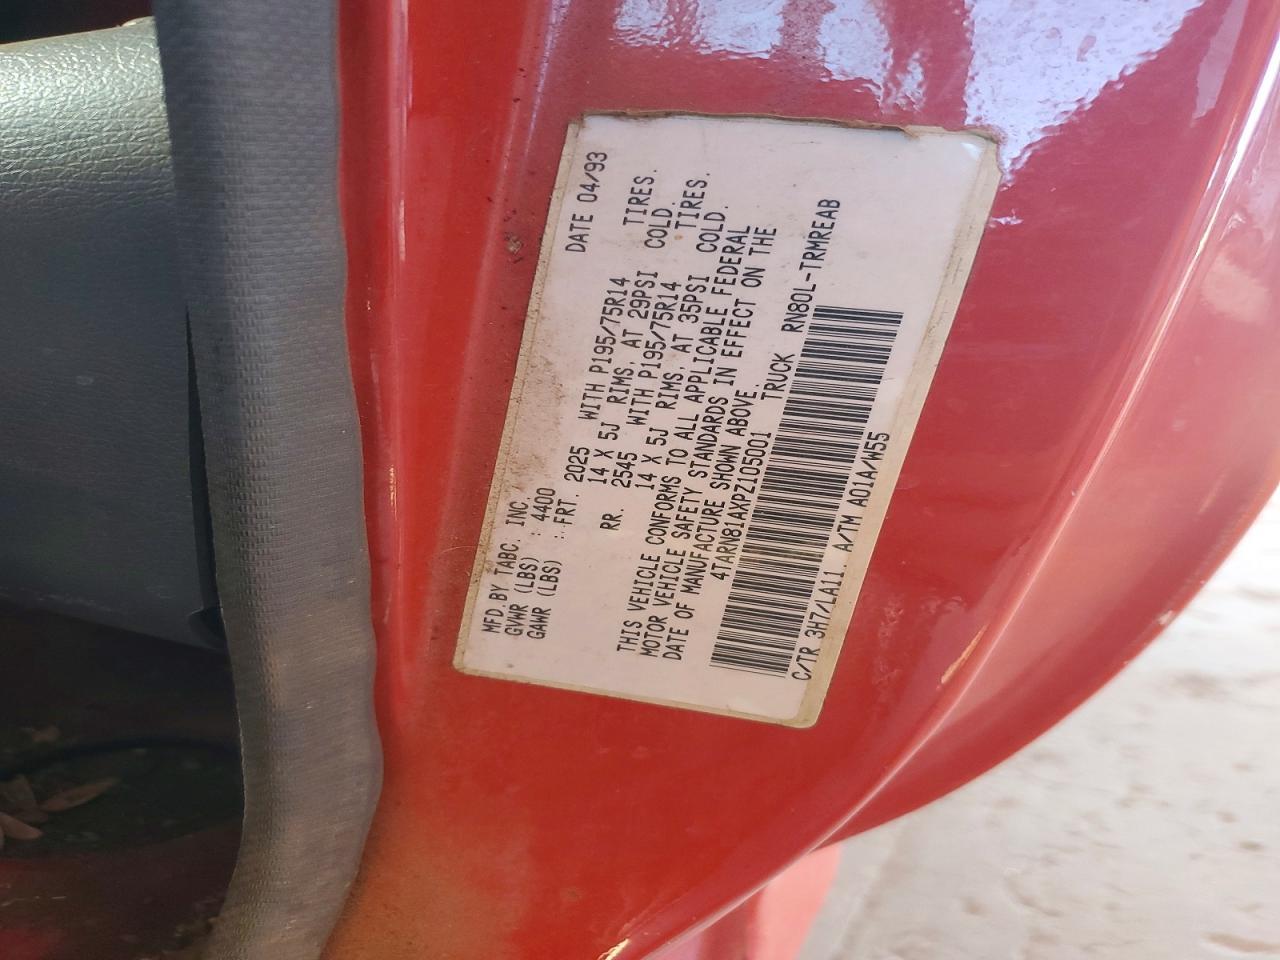 MFD.BY TABC, INC. DATE 04/93
GVWR (LBS) : 4400
GAWR (LBS) : FRT. 2025 WITH P195/75R14 TIRES.
14 X 5J RIMS, AT 29PSI COLD.
RR. 2545 WITH P195/75R14 TIRES.
14 X 5J RIMS, AT 35PSI COLD.
THIS VEHICLE CONFORMS TO ALL APPLICABLE FEDERAL
MOTOR VEHICLE SAFETY STANDARDS IN EFFECT ON THE
DATE OF MANUFACTURE SHOWN ABOVE.
4TARN81AXPZ105001 TRUCK RN80L-TRMREAB
C/TR 3H7/LA11, A/TM A01A/W55